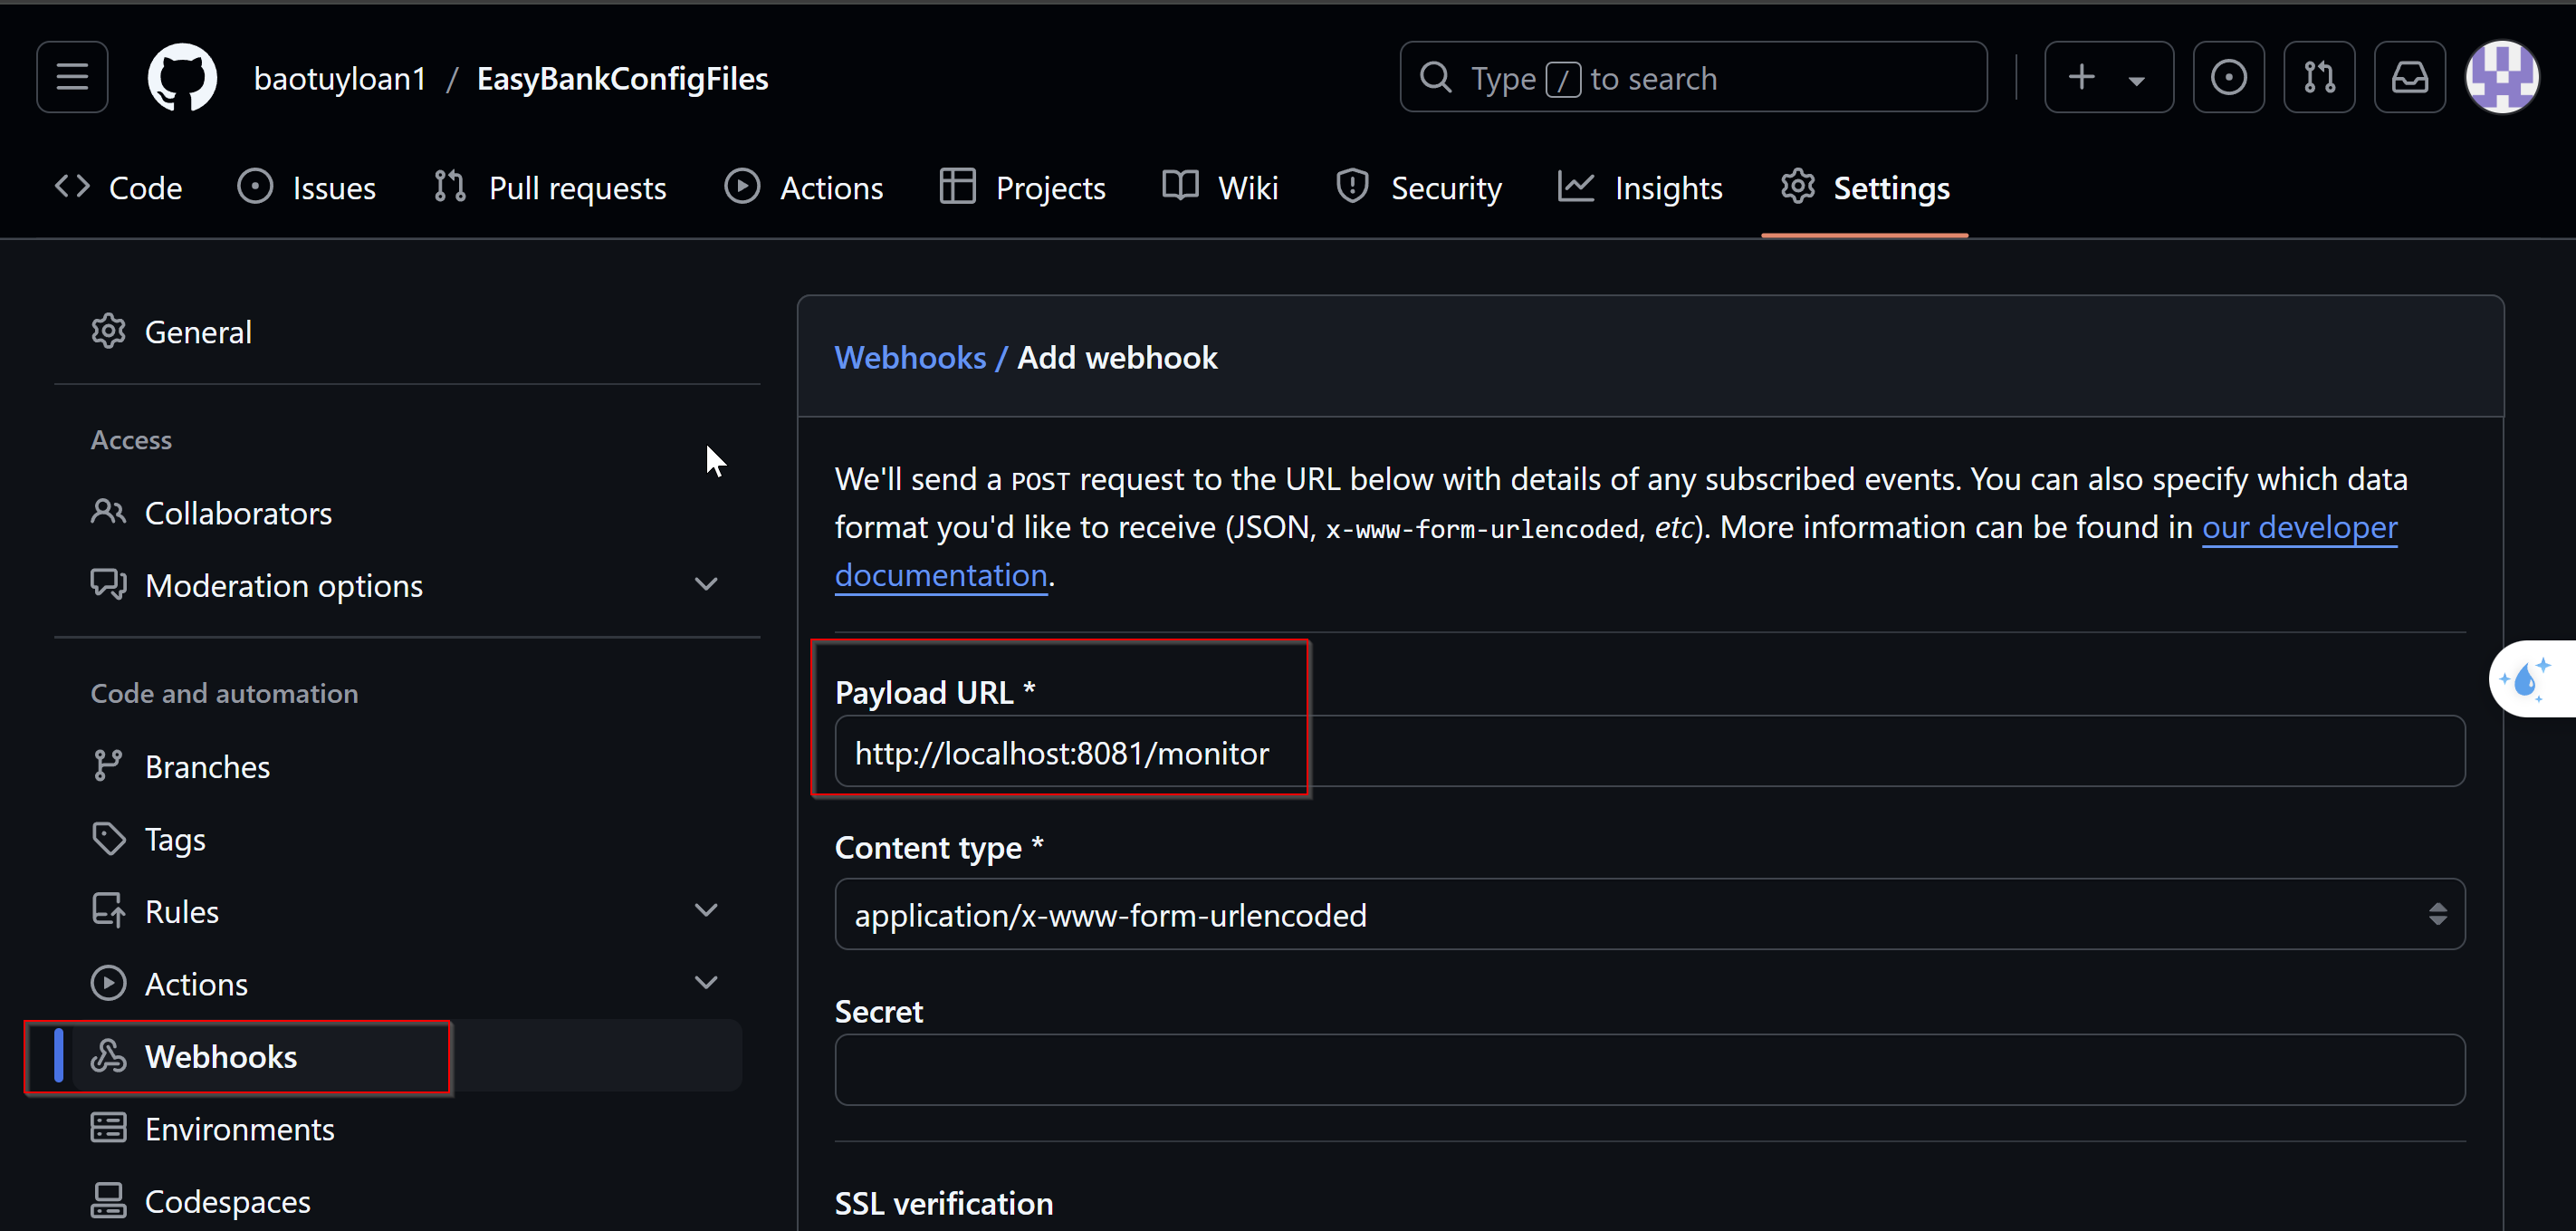 baotuyloan1 / EasyBankConfigFiles
Type / to search
Code
Issues
Pull requests
Actions
Projects
Wiki
Security
Insights
Settings
General
Access
Collaborators
Moderation options
Code and automation
Branches
Tags
Rules
Actions
Webhooks
Environments
Codespaces
Webhooks / Add webhook
We'll send a POST request to the URL below with details of any subscribed events. You can also specify which data
format you'd like to receive (JSON, x-www-form-urlencoded, etc). More information can be found in our developer
documentation.
Payload URL *
http://localhost:8081/monitor
Content type *
application/x-www-form-urlencoded
Secret
SSL verification